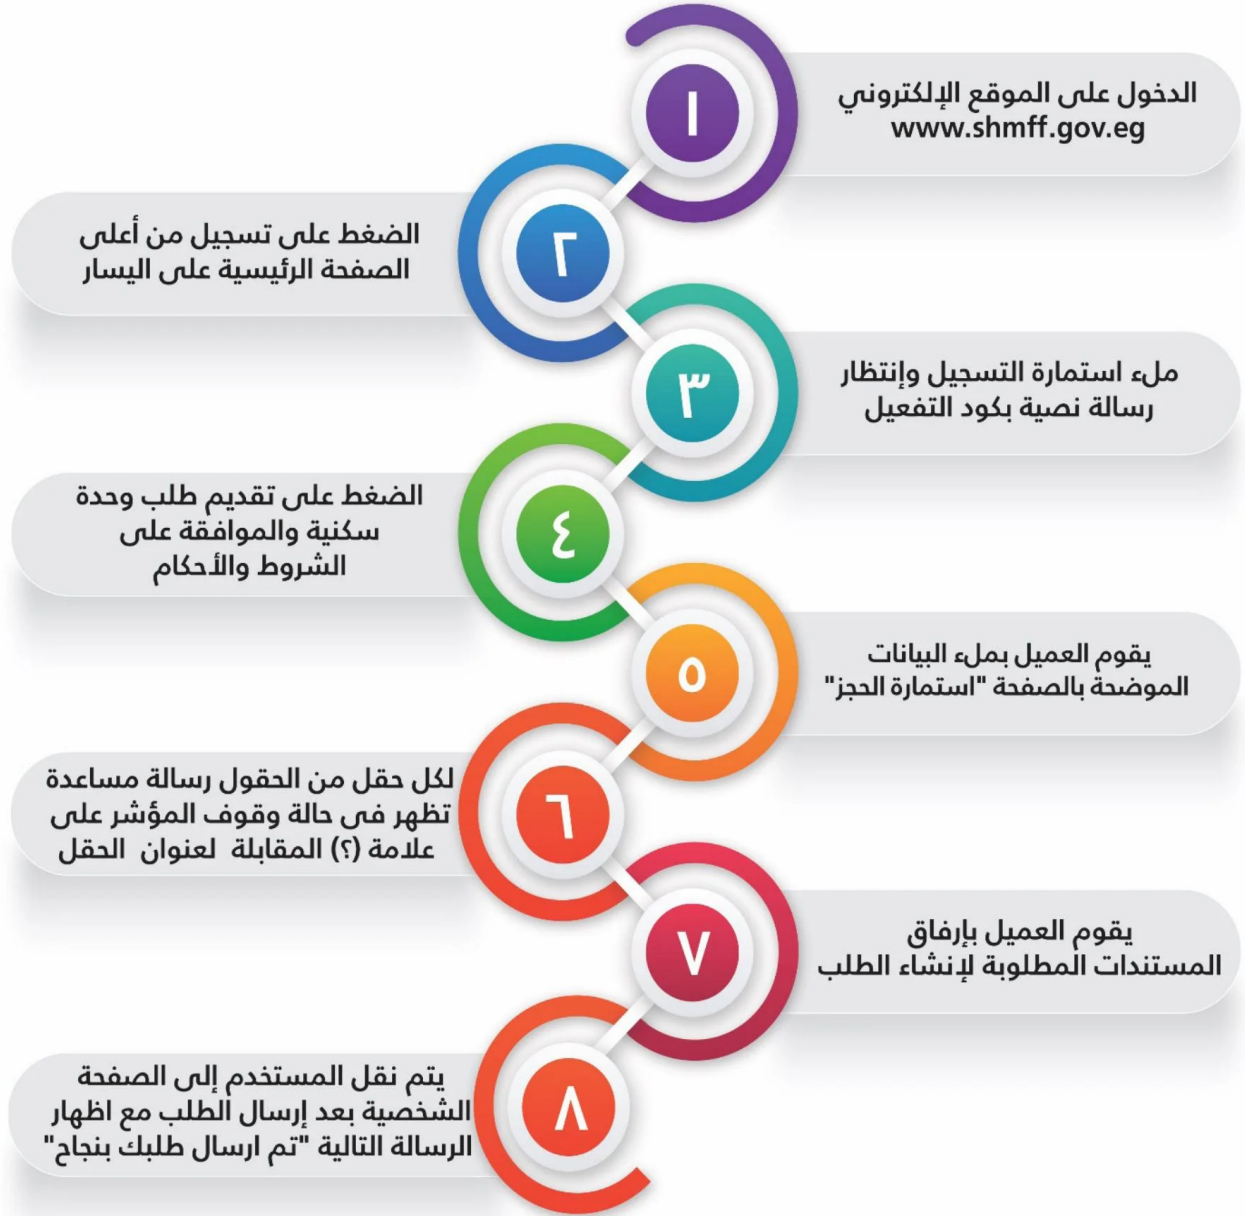 ١
الدخول على الموقع الإلكتروني
www.shmff.gov.eg
٢
الضغط على تسجيل من أعلى
الصفحة الرئيسية على اليسار
٣
ملء استمارة التسجيل وإنتظار
رسالة نصية بكود التفعيل
٤
الضغط على تقديم طلب وحدة
سكنية والموافقة على
الشروط والأحكام
٥
يقوم العميل بملء البيانات
الموضحة بالصفحة "استمارة الحجز"
٦
لكل حقل من الحقول رسالة مساعدة
تظهر فى حالة وقوف المؤشر على
علامة (؟) المقابلة لعنوان الحقل
٧
يقوم العميل بإرفاق
المستندات المطلوبة لإنشاء الطلب
٨
يتم نقل المستخدم إلى الصفحة
الشخصية بعد إرسال الطلب مع اظهار
الرسالة التالية "تم ارسال طلبك بنجاح"